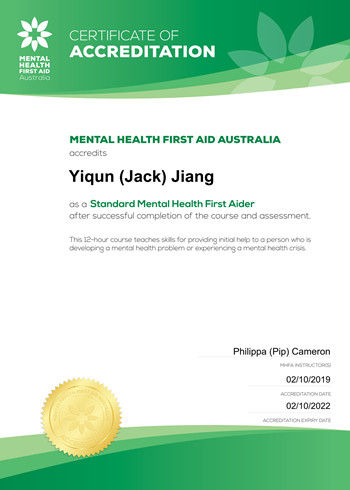 CERTIFICATE OF
ACCREDITATION
MENTAL
HEALTH
FIRST AID
Australia
MENTAL HEALTH FIRST AID AUSTRALIA
accredits
Yiqun (Jack) Jiang
as a Standard Mental Health First Aider
after successful completion of the course and assessment.
This 12-hour course teaches skills for providing initial help to a person who is
developing a mental health problem or experiencing a mental health crisis.
Philippa (Pip) Cameron
MHFA INSTRUCTOR(S)
02/10/2019
ACCREDITATION DATE
02/10/2022
ACCREDITATION EXPIRY DATE